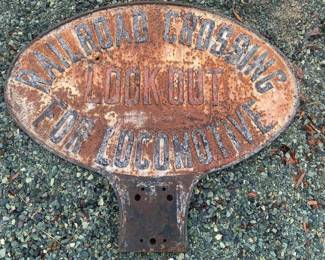 RAILROAD CROSSING
LOOK OUT
FOR LOCOMOTIVE